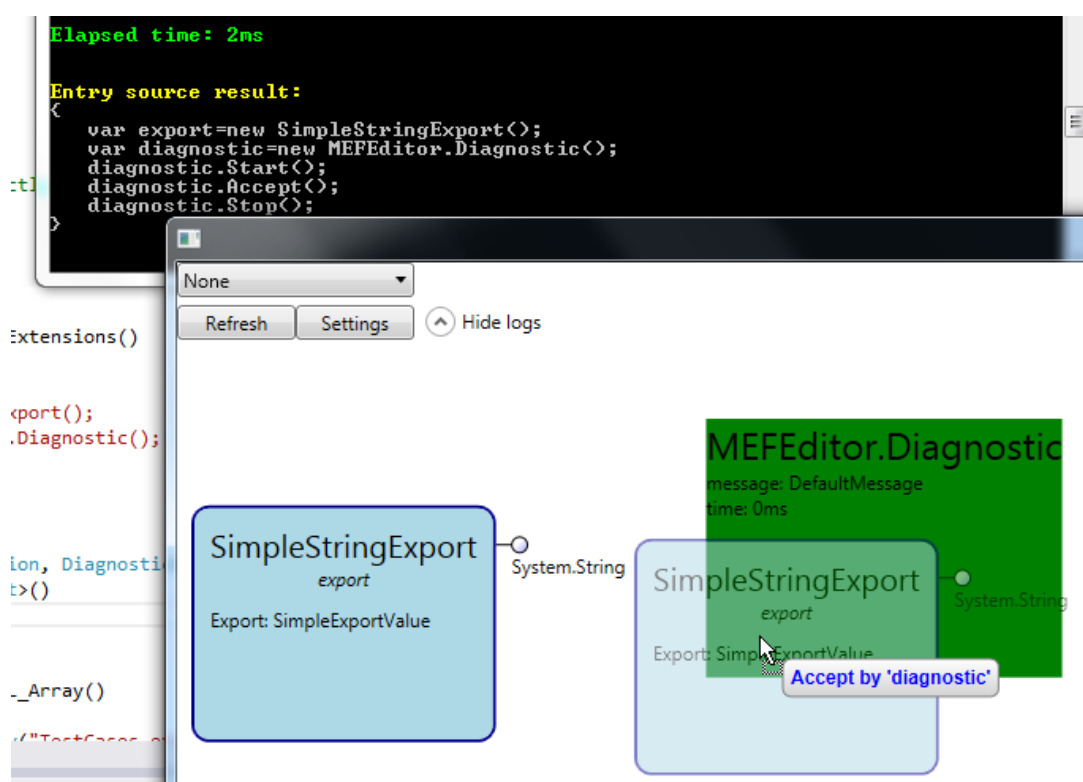 Elapsed time: 2ms
Entry source result:
{
var export=new SimpleStringExport();
var diagnostic=new MEFEditor.Diagnostic();
diagnostic.Start();
diagnostic.Accept();
diagnostic.Stop();
}
None
Refresh
Settings
Hide logs
Extensions()
xport();
.Diagnostic();
ion, Diagnosti
t>()
_Array()
MEFEditor.Diagnostic
message: DefaultMessage
time: 0ms
SimpleStringExport
export
Export: SimpleExportValue
System.String
SimpleStringExport
export
Export: SimpleExportValue
System.String
Accept by 'diagnostic'